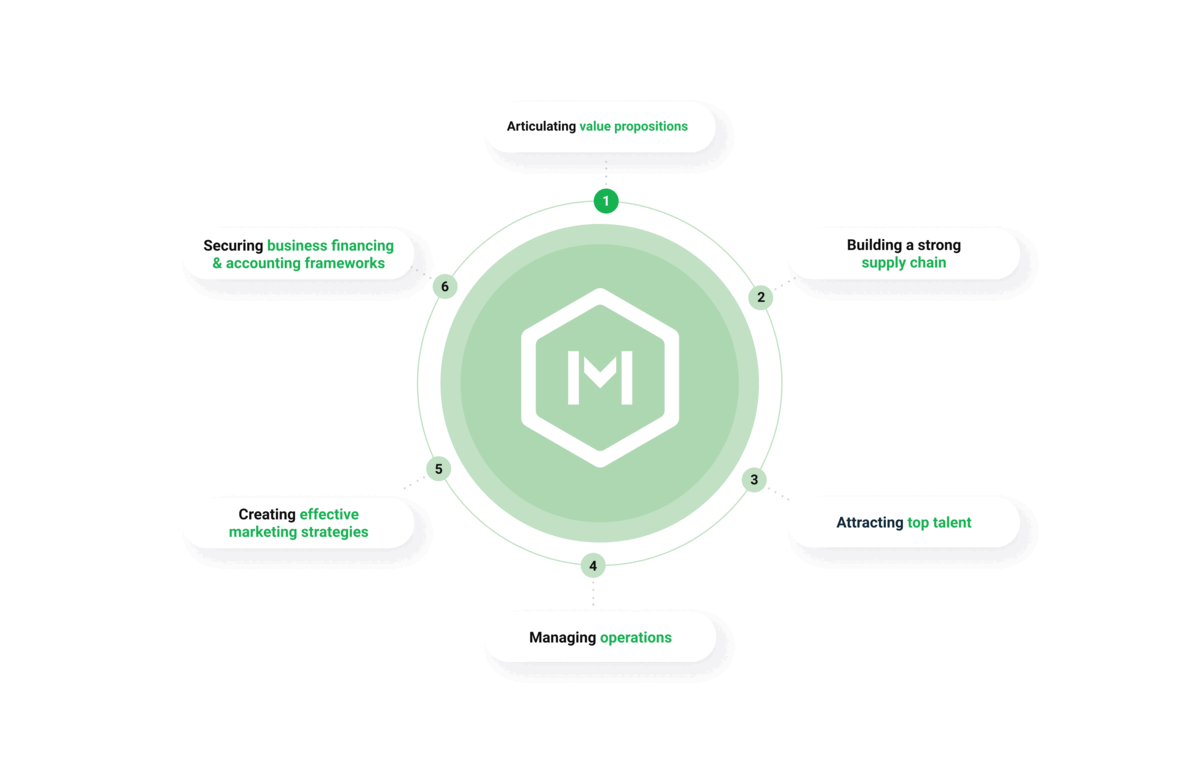 Articulating value propositions
1
Building a strong
supply chain
2
Attracting top talent
3
Managing operations
4
Creating effective
marketing strategies
5
Securing business financing
& accounting frameworks
6
M